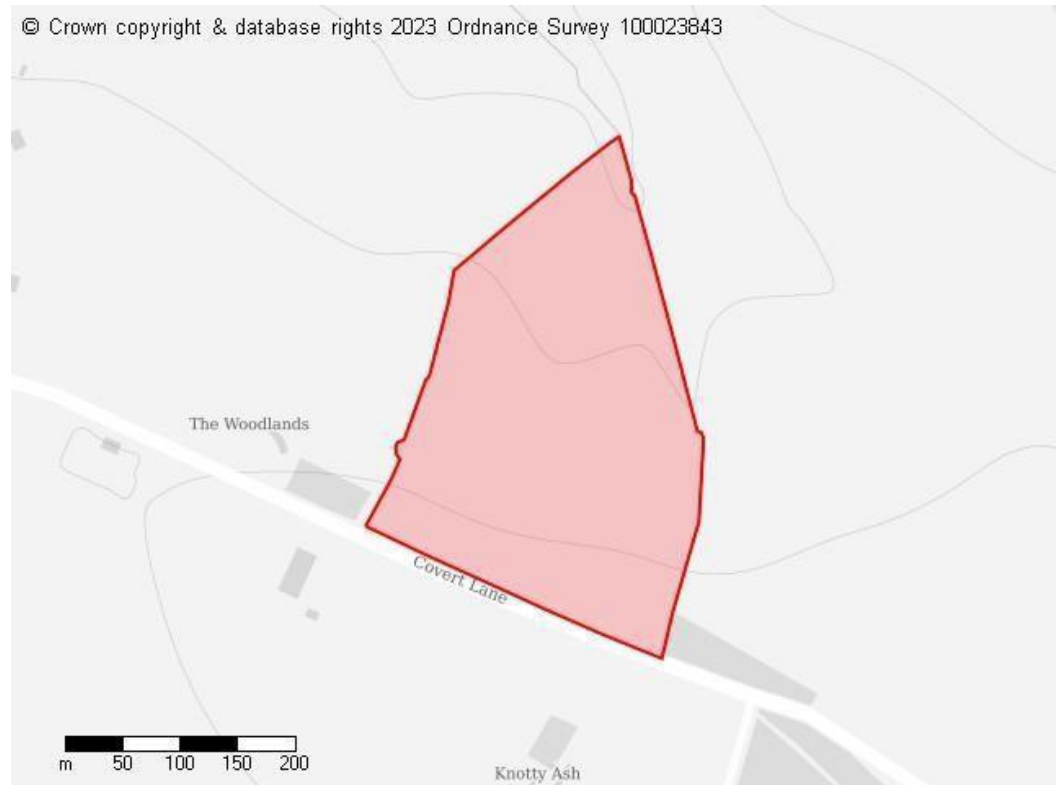 © Crown copyright & database rights 2023 Ordnance Survey 100023843
The Woodlands
Covert Lane
m 50 100 150 200
Knotty Ash